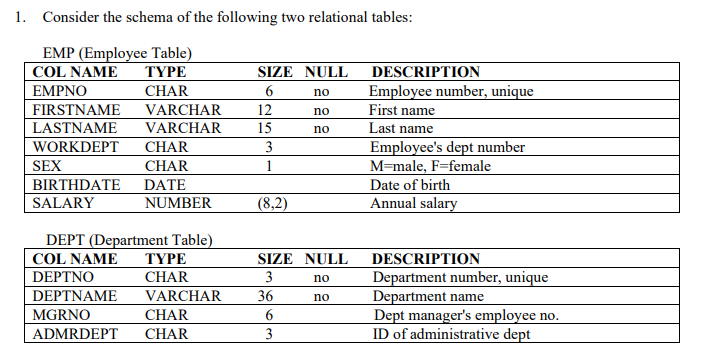 1. Consider the schema of the following two relational tables:
EMP (Employee Table)
COL NAME TYPE SIZE NULL DESCRIPTION
EMPNO CHAR 6 no Employee number, unique
FIRSTNAME VARCHAR 12 no First name
LASTNAME VARCHAR 15 no Last name
WORKDEPT CHAR 3 Employee's dept number
SEX CHAR 1 M=male, F=female
BIRTHDATE DATE Date of birth
SALARY NUMBER (8,2) Annual salary
DEPT (Department Table)
COL NAME TYPE SIZE NULL DESCRIPTION
DEPTNO CHAR 3 no Department number, unique
DEPTNAME VARCHAR 36 no Department name
MGRNO CHAR 6 Dept manager's employee no.
ADMRDEPT CHAR 3 ID of administrative dept